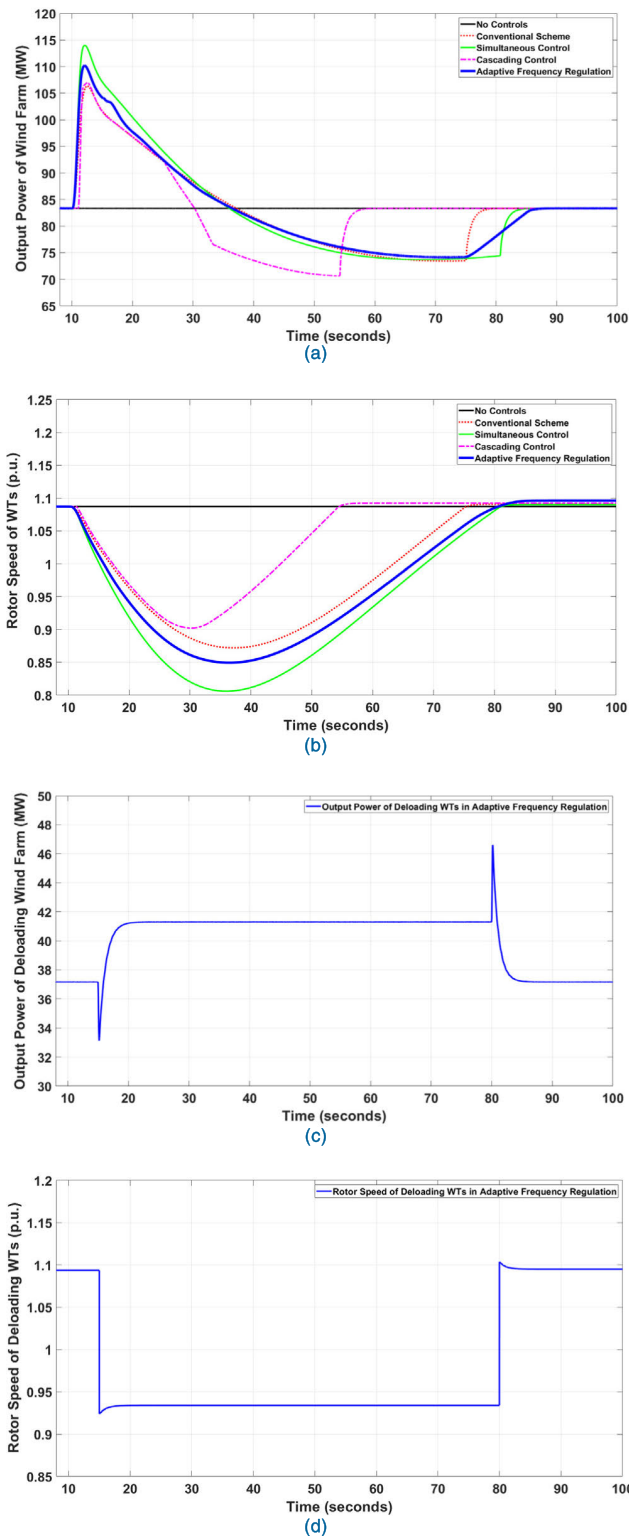 120
115
110
105
100
95
90
85
80
75
70
65
Output Power of Wind Farm (MW)
No Controls
Conventional Scheme
Simultaneous Control
Cascading Control
Adaptive Frequency Regulation
10 20 30 40 50 60 70 80 90 100
Time (seconds)
(a)
1.25
1.2
1.15
1.1
1.05
1
0.95
0.9
0.85
0.8
Rotor Speed of WTs (p.u.)
No Controls
Conventional Scheme
Simultaneous Control
Cascading Control
Adaptive Frequency Regulation
10 20 30 40 50 60 70 80 90 100
Time (seconds)
(b)
50
48
46
44
42
40
38
36
34
32
30
Output Power of Deloading Wind Farm (MW)
Output Power of Deloading WTs in Adaptive Frequency Regulation
10 20 30 40 50 60 70 80 90 100
Time (seconds)
(c)
1.2
1.15
1.1
1.05
1
0.95
0.9
0.85
Rotor Speed of Deloading WTs (p.u.)
Rotor Speed of Deloading WTs in Adaptive Frequency Regulation
10 20 30 40 50 60 70 80 90 100
Time (seconds)
(d)